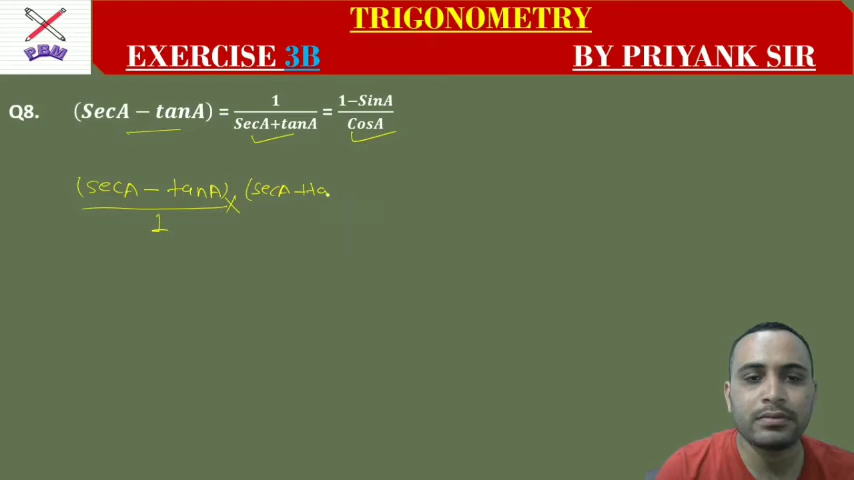 TRIGONOMETRY
EXERCISE 3B BY PRIYANK SIR
PBM
Q8. (SecA − tanA) = 1/(SecA+tanA) = (1−SinA)/CosA
(secA − tanA) × (secA+ta
1